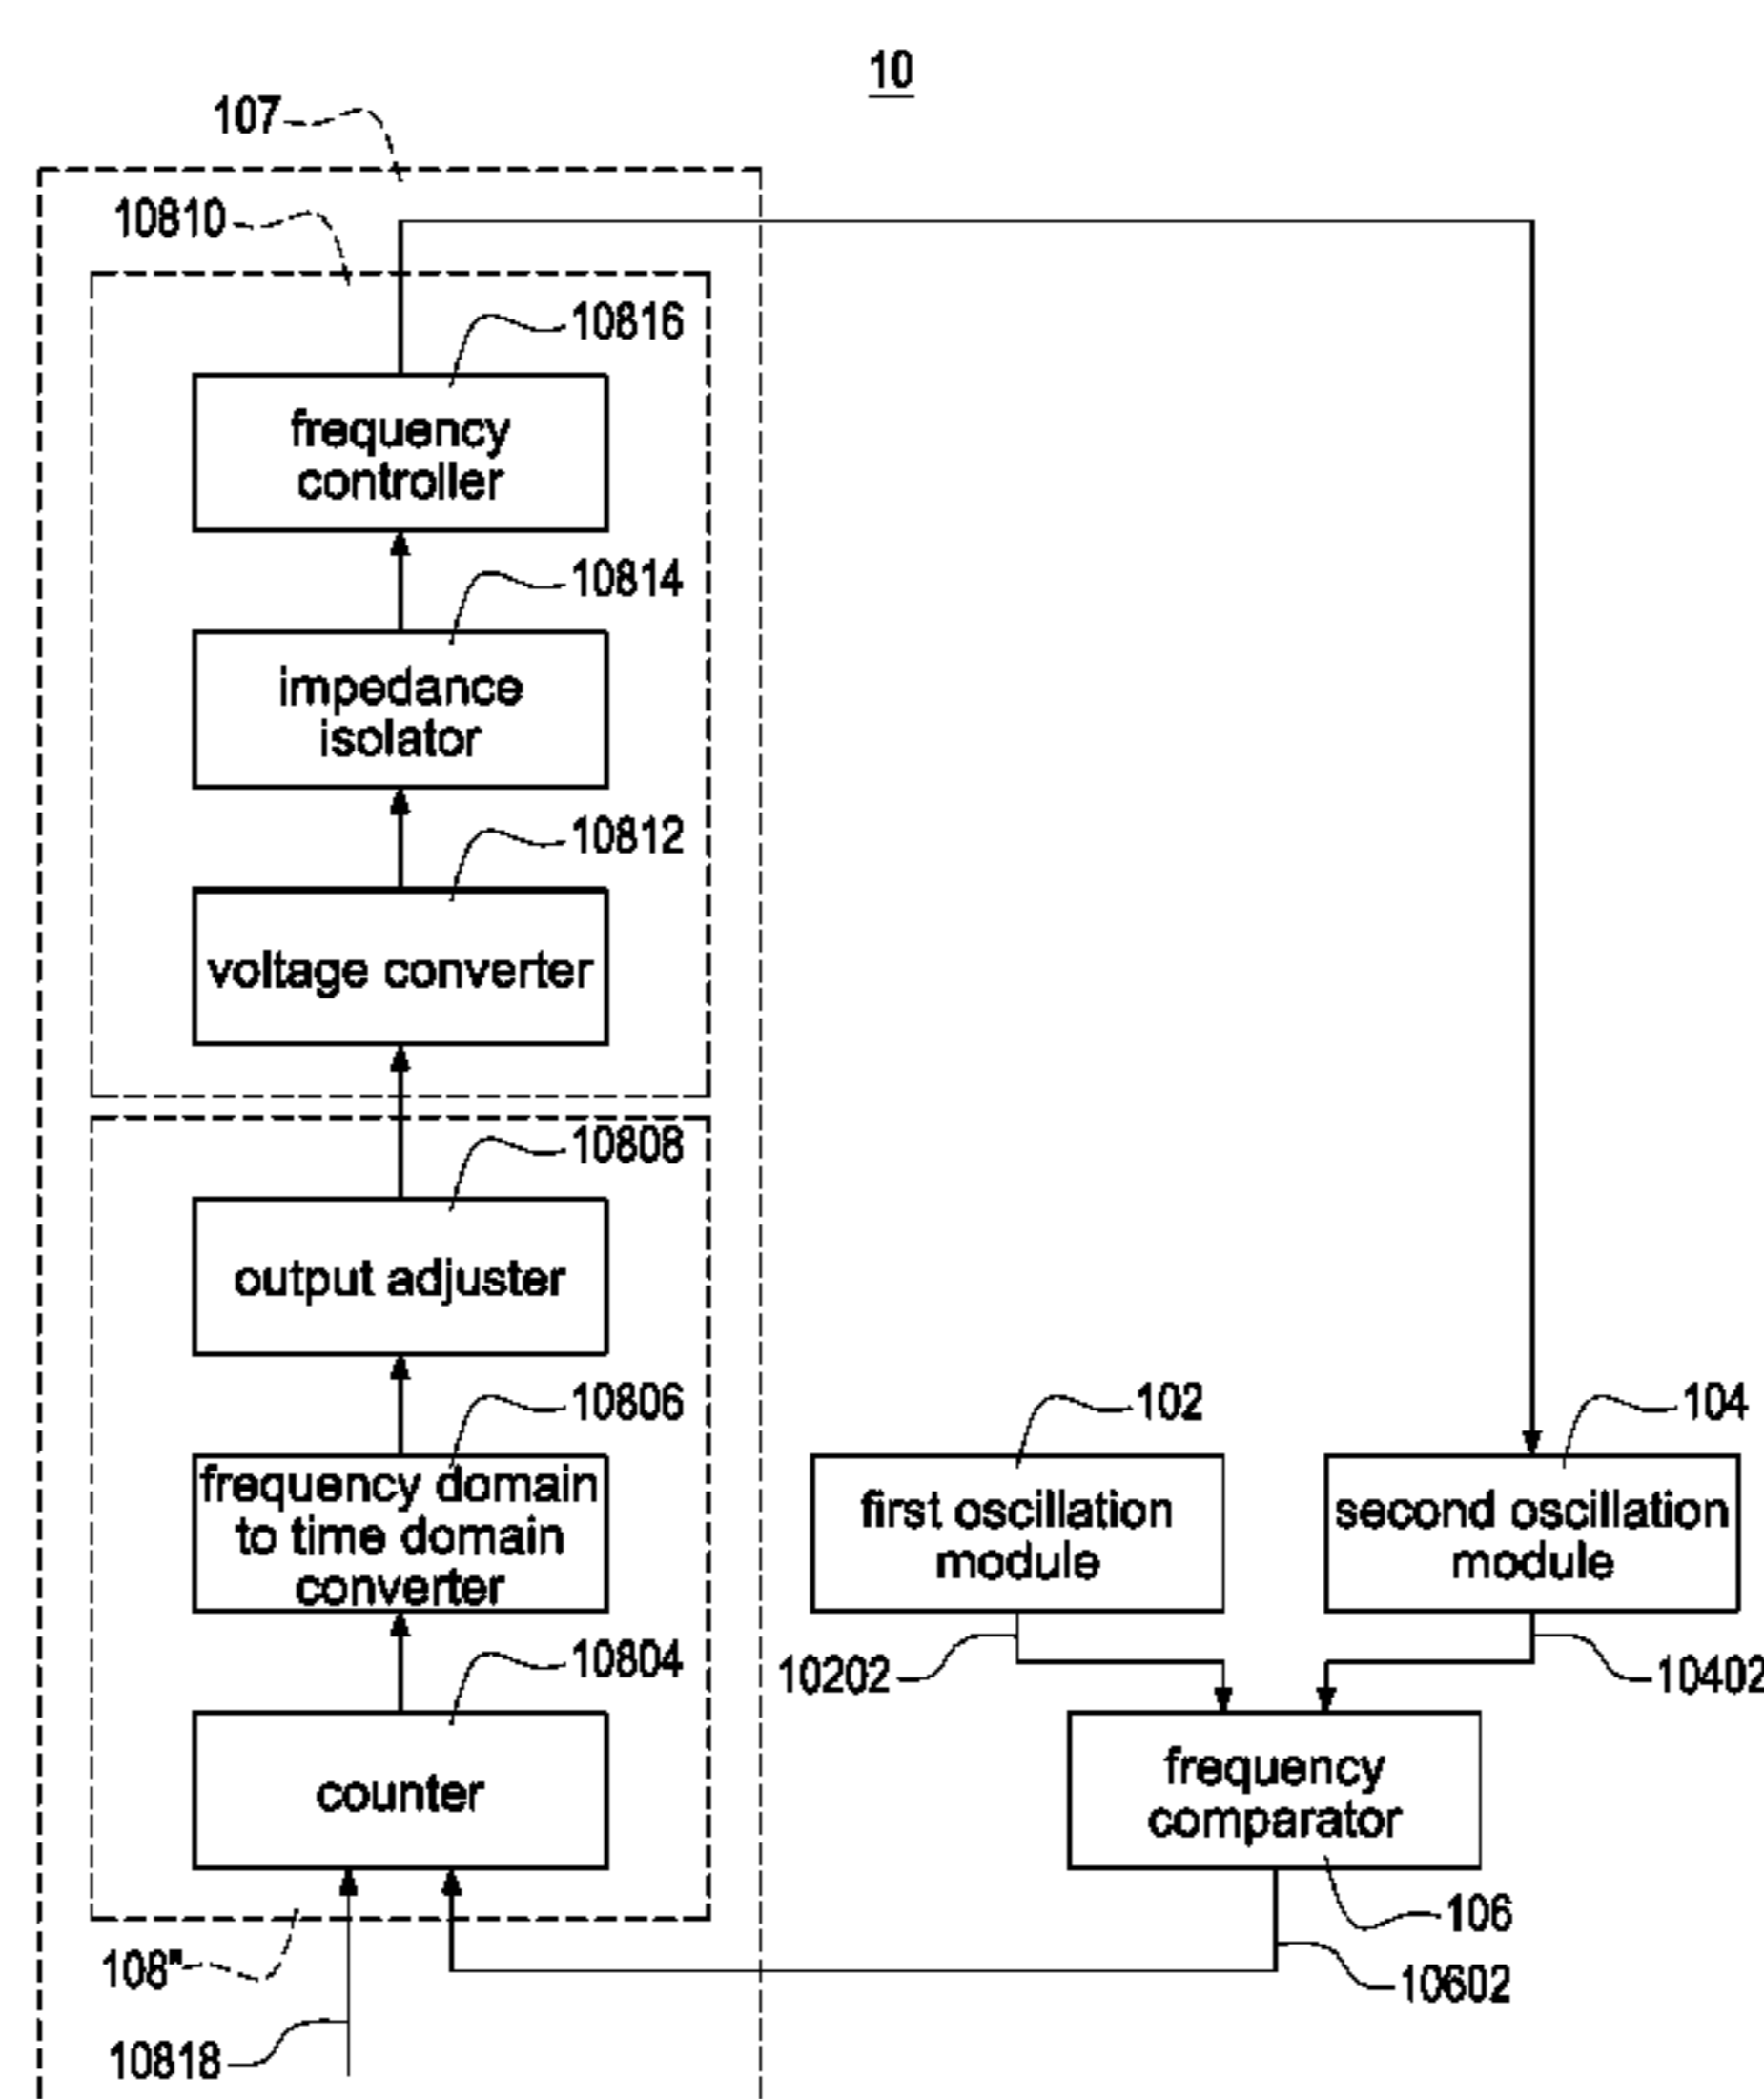 10
107
10810
10816
frequency
controller
10814
impedance
isolator
10812
voltage converter
10808
output adjuster
10806
frequency domain
to time domain
converter
10804
counter
108"
10818
102
first oscillation
module
10202
104
second oscillation
module
10402
frequency
comparator
106
10602